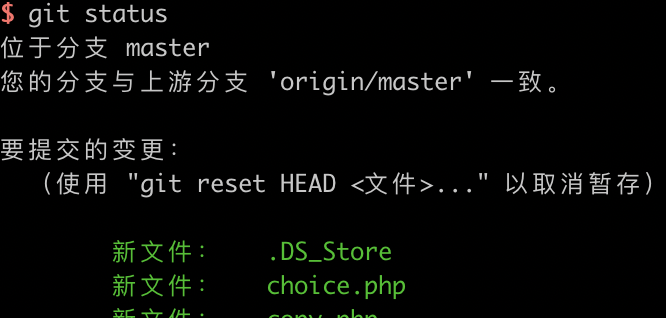 $ git status
位于分支 master
您的分支与上游分支 'origin/master' 一致。
要提交的变更：
（使用 "git reset HEAD <文件>..." 以取消暂存）
新文件： .DS_Store
新文件： choice.php
新文件： copy.php